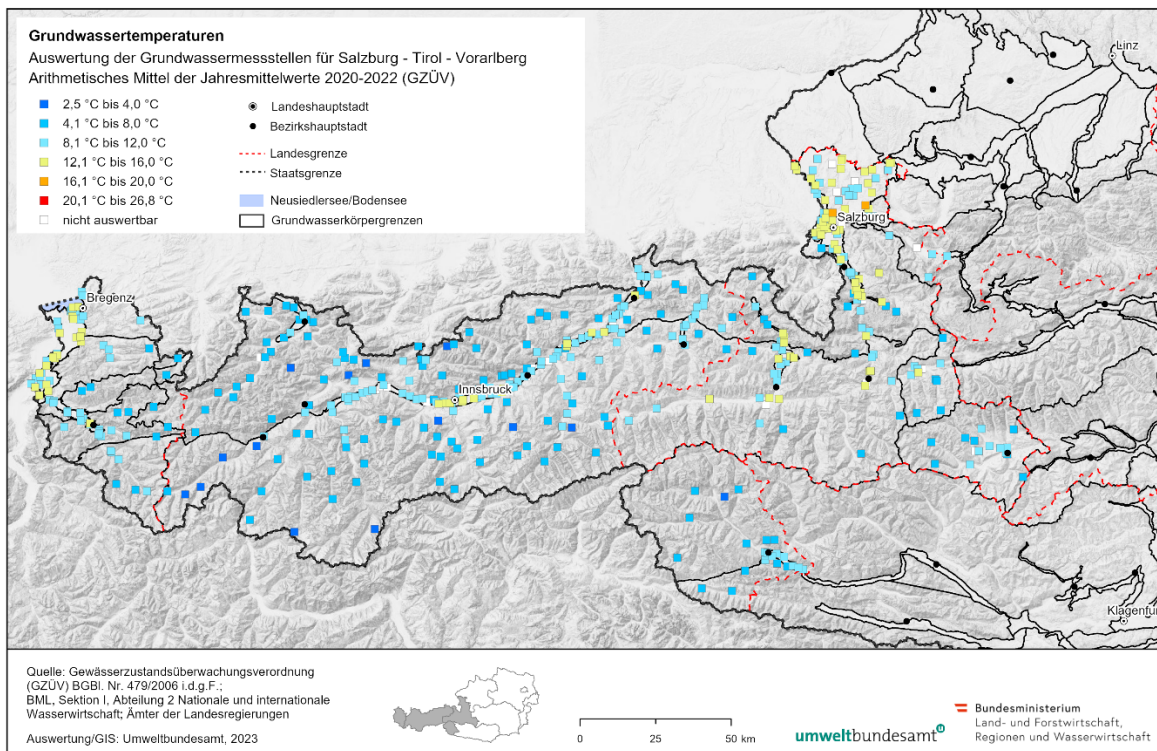 Grundwassertemperaturen
Auswertung der Grundwassermessstellen für Salzburg - Tirol - Vorarlberg
Arithmetisches Mittel der Jahresmittelwerte 2020-2022 (GZÜV)
2,5 °C bis 4,0 °C
4,1 °C bis 8,0 °C
8,1 °C bis 12,0 °C
12,1 °C bis 16,0 °C
16,1 °C bis 20,0 °C
20,1 °C bis 26,8 °C
nicht auswertbar
Landeshauptstadt
Bezirkshauptstadt
Landesgrenze
Staatsgrenze
Neusiedlersee/Bodensee
Grundwasserkörpergrenzen
Linz
Salzburg
Bregenz
Innsbruck
Klagenfur
Quelle: Gewässerzustandsüberwachungsverordnung
(GZÜV) BGBl. Nr. 479/2006 i.d.g.F.;
BML, Sektion I, Abteilung 2 Nationale und internationale
Wasserwirtschaft; Ämter der Landesregierungen
Auswertung/GIS: Umweltbundesamt, 2023
0 25 50 km
umweltbundesamt
Bundesministerium
Land- und Forstwirtschaft,
Regionen und Wasserwirtschaft